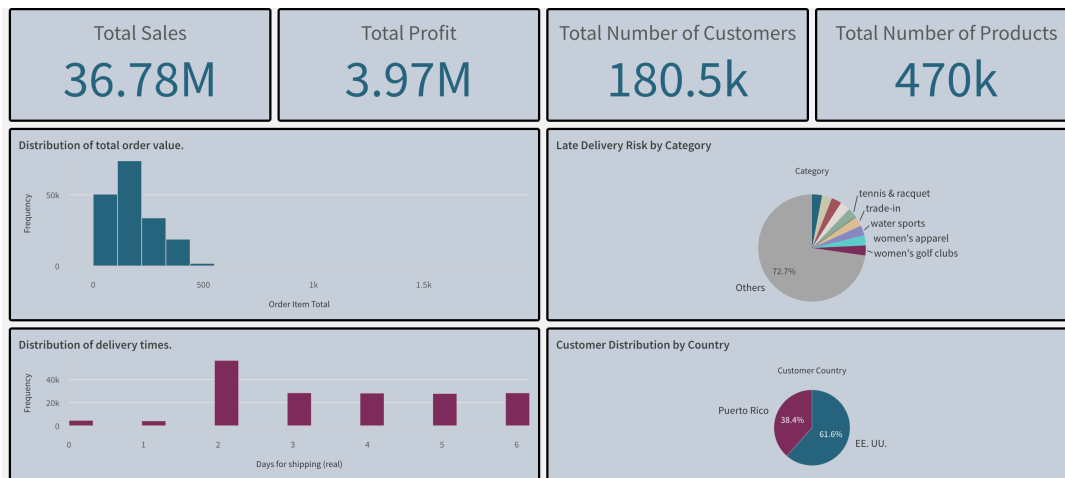 Total Sales
36.78M
Total Profit
3.97M
Total Number of Customers
180.5k
Total Number of Products
470k
Distribution of total order value.
Frequency
50k
0
0
500
1k
1.5k
Order Item Total
Late Delivery Risk by Category
Category
tennis & racquet
trade-in
water sports
women's apparel
women's golf clubs
72.7%
Others
Distribution of delivery times.
Frequency
40k
20k
0
0
1
2
3
4
5
6
Days for shipping (real)
Customer Distribution by Country
Customer Country
Puerto Rico
38.4%
61.6%
EE. UU.